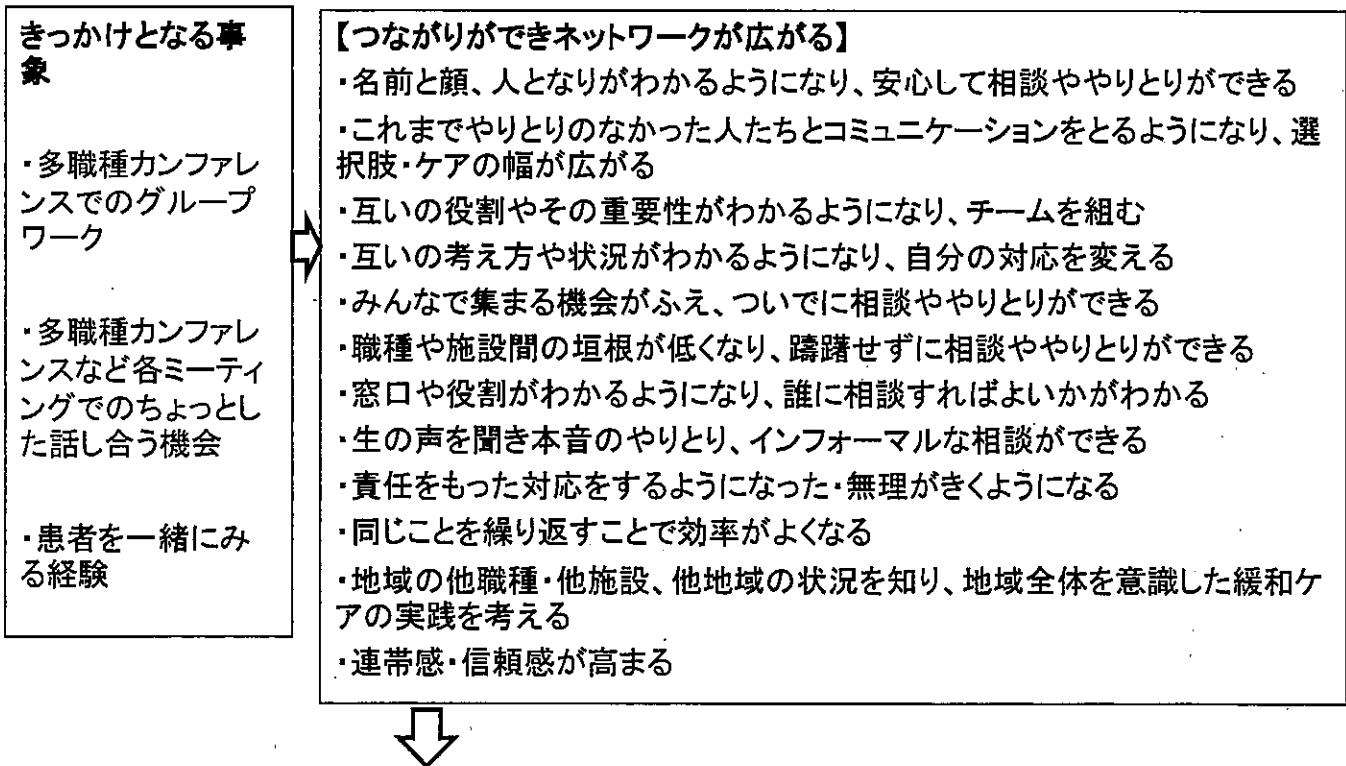 きっかけとなる事
象
・多職種カンファレ
ンスでのグループ
ワーク
・多職種カンファレ
ンスなど各ミーティ
ングでのちょっとし
た話し合う機会
・患者を一緒にみ
る経験
【つながりができネットワークが広がる】
・名前と顔、人となりがわかるようになり、安心して相談ややりとりができる
・これまでやりとりのなかった人たちとコミュニケーションをとるようになり、選
択肢・ケアの幅が広がる
・互いの役割やその重要性がわかるようになり、チームを組む
・互いの考え方や状況がわかるようになり、自分の対応を変える
・みんなで集まる機会がふえ、ついでに相談ややりとりができる
・職種や施設間の垣根が低くなり、躊躇せずに相談ややりとりができる
・窓口や役割がわかるようになり、誰に相談すればよいかがわかる
・生の声を聞き本音のやりとり、インフォーマルな相談ができる
・責任をもった対応をするようになった・無理がきくようになる
・同じことを繰り返すことで効率がよくなる
・地域の他職種・他施設、他地域の状況を知り、地域全体を意識した緩和ケ
アの実践を考える
・連帯感・信頼感が高まる